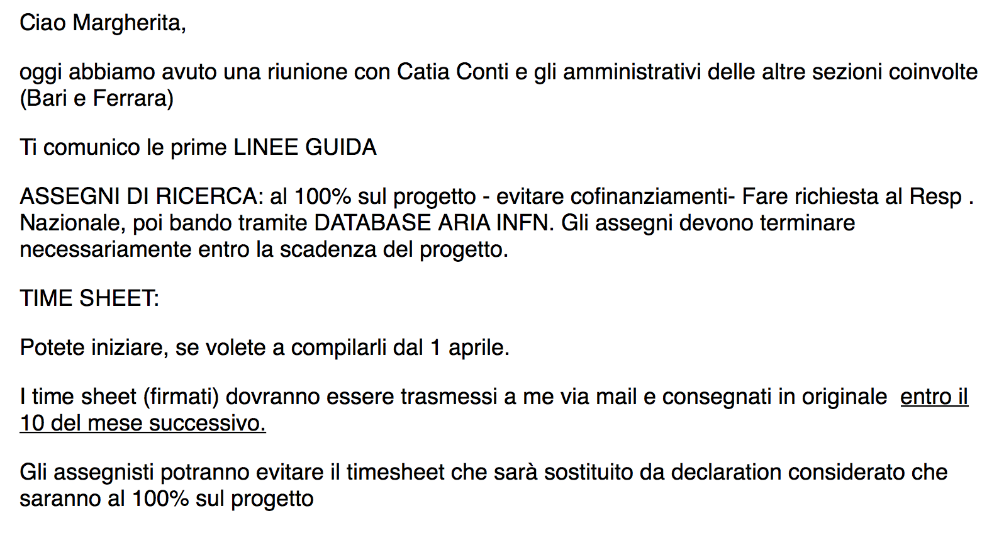 Ciao Margherita,
oggi abbiamo avuto una riunione con Catia Conti e gli amministrativi delle altre sezioni coinvolte
(Bari e Ferrara)
Ti comunico le prime LINEE GUIDA
ASSEGNI DI RICERCA: al 100% sul progetto - evitare cofinanziamenti- Fare richiesta al Resp .
Nazionale, poi bando tramite DATABASE ARIA INFN. Gli assegni devono terminare
necessariamente entro la scadenza del progetto.
TIME SHEET:
Potete iniziare, se volete a compilarli dal 1 aprile.
I time sheet (firmati) dovranno essere trasmessi a me via mail e consegnati in originale  entro il
10 del mese successivo.
Gli assegnisti potranno evitare il timesheet che sarà sostituito da declaration considerato che
saranno al 100% sul progetto